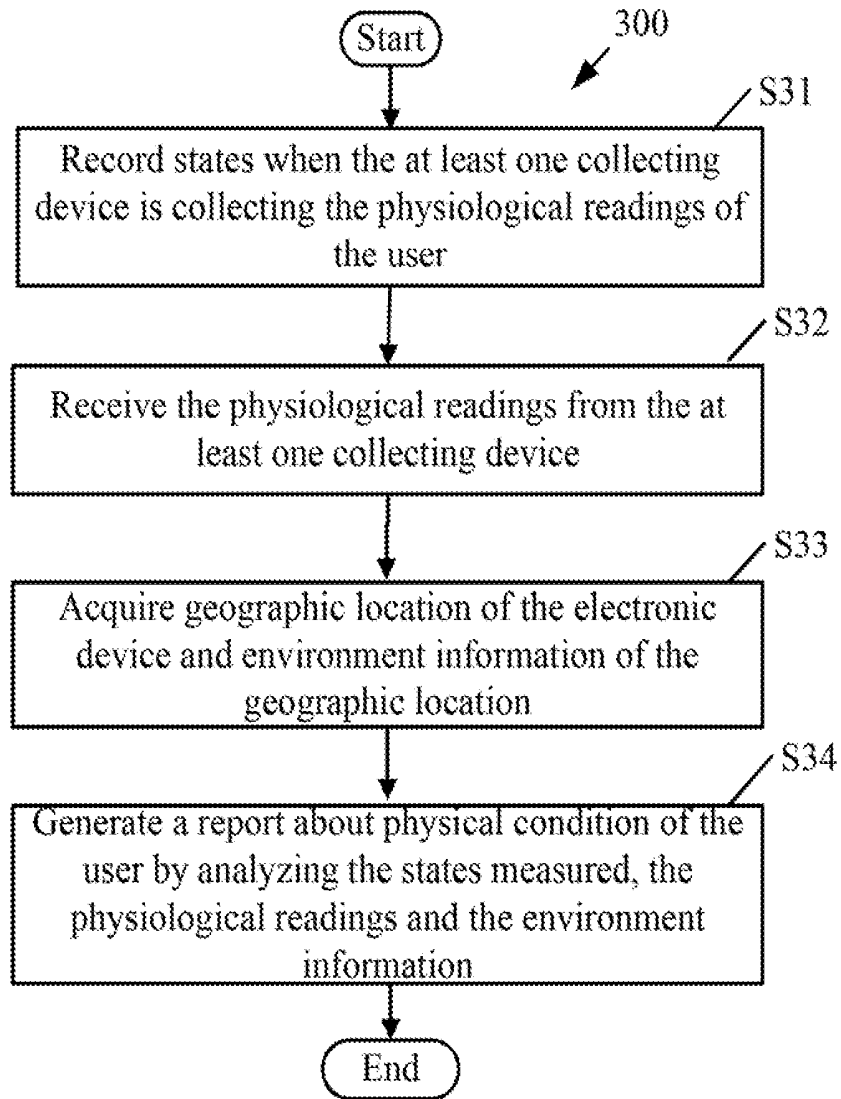 Start
300
S31
Record states when the at least one collecting
device is collecting the physiological readings of
the user
S32
Receive the physiological readings from the at
least one collecting device
S33
Acquire geographic location of the electronic
device and environment information of the
geographic location
S34
Generate a report about physical condition of the
user by analyzing the states measured, the
physiological readings and the environment
information
End